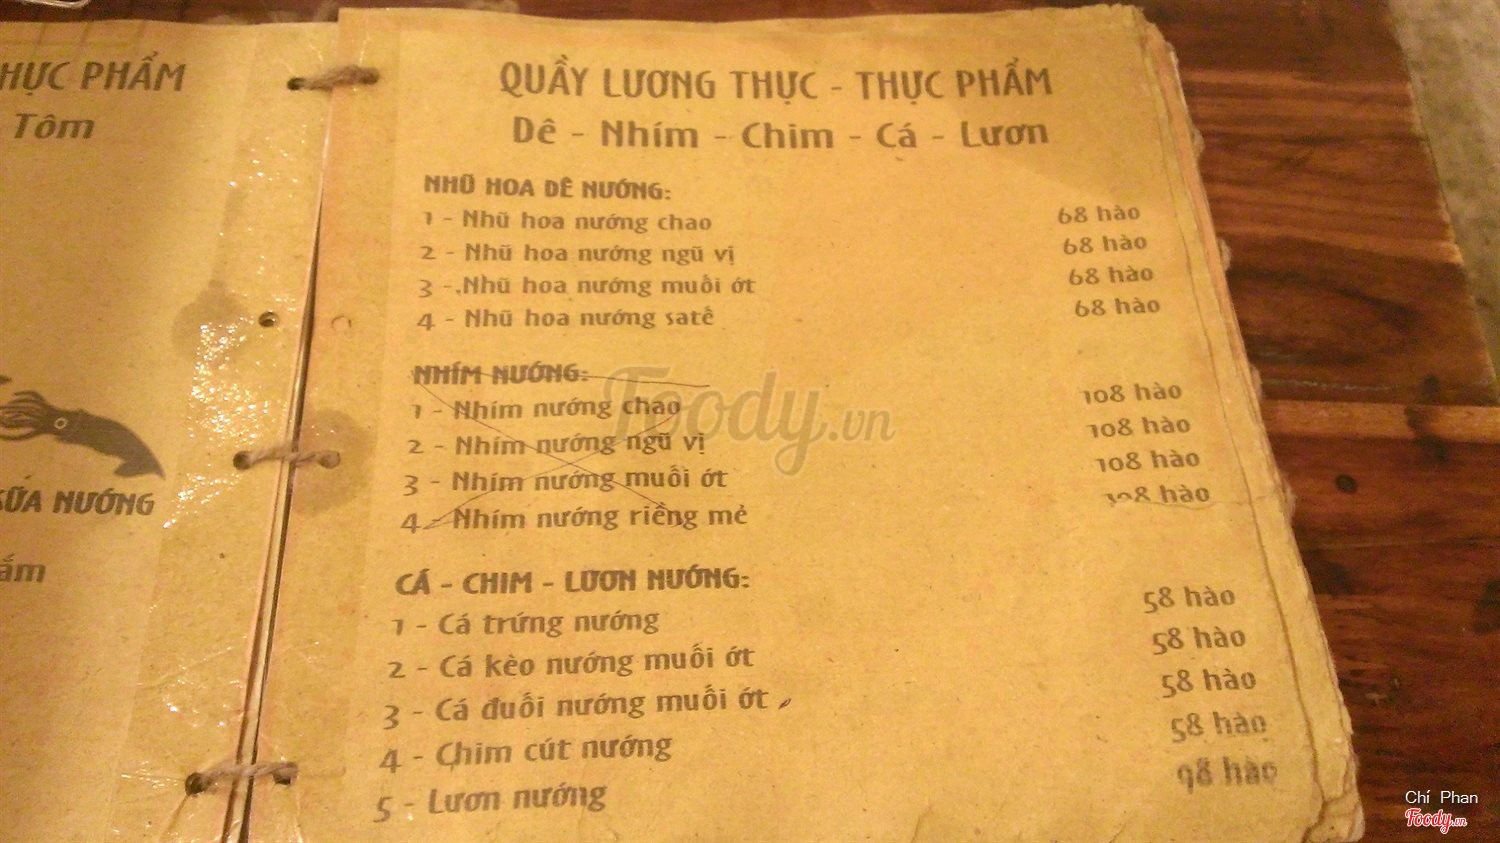 HỰC PHẨM
Tôm
SỮA NƯỚNG
ắm
QUẦY LƯƠNG THỰC - THỰC PHẨM
Dê - Nhím - Chim - Cá - Lươn
NHŨ HOA DÊ NƯỚNG:
1 - Nhũ hoa nướng chao 68 hào
2 - Nhũ hoa nướng ngũ vị 68 hào
3 - Nhũ hoa nướng muối ớt 68 hào
4 - Nhũ hoa nướng satế 68 hào
NHÍM NƯỚNG:
1 - Nhím nướng chao 108 hào
2 - Nhím nướng ngũ vị 108 hào
3 - Nhím nướng muối ớt 108 hào
4 - Nhím nướng riềng mẻ 108 hào
CÁ - CHIM - LƯƠN NƯỚNG:
1 - Cá trứng nướng 58 hào
2 - Cá kèo nướng muối ớt 58 hào
3 - Cá đuối nướng muối ớt 58 hào
4 - Chim cút nướng 58 hào
5 - Lươn nướng 98 hào
Foody.vn
Chí Phan
Foody.vn